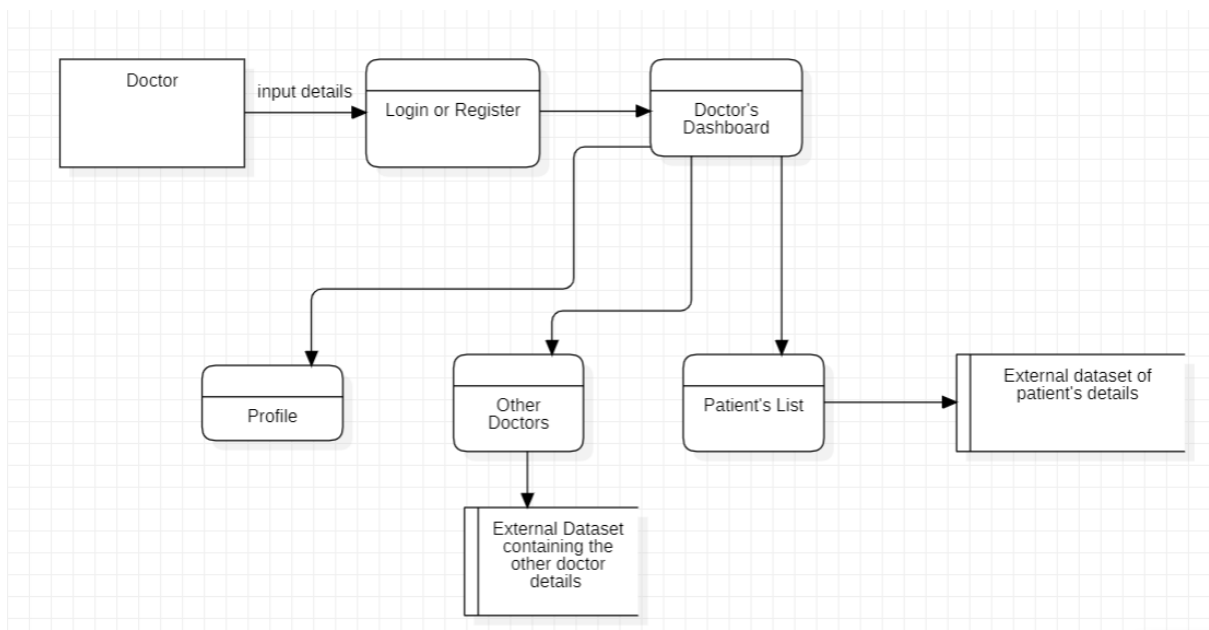 Doctor
input details
Login or Register
Doctor's
Dashboard
Profile
Other
Doctors
Patient's List
External dataset of
patient's details
External Dataset
containing the
other doctor
details